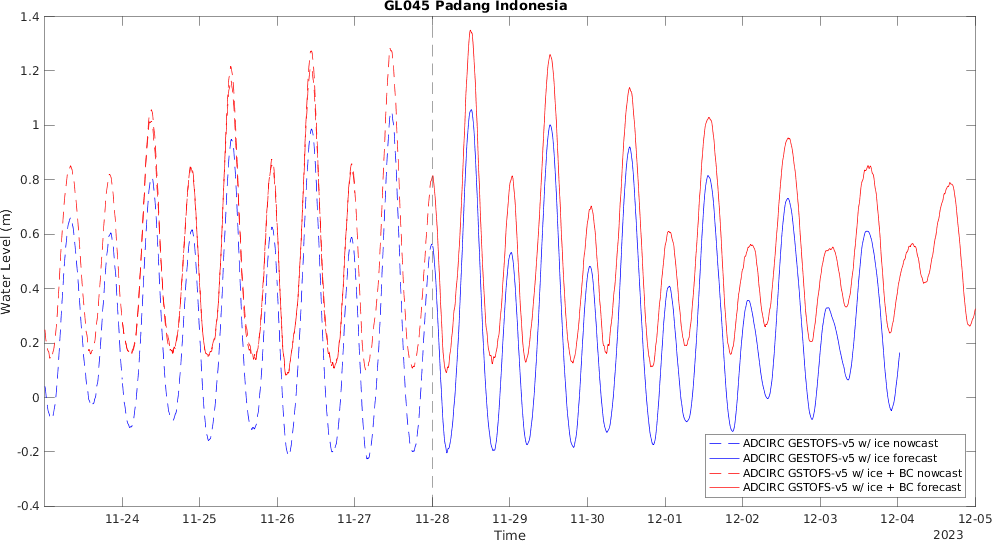 GL045 Padang Indonesia
1.4
1.2
1
0.8
0.6
0.4
0.2
0
-0.2
-0.4
Water Level (m)
ADCIRC GESTOFS-v5 w/ ice nowcast
ADCIRC GESTOFS-v5 w/ ice forecast
ADCIRC GSTOFS-v5 w/ ice + BC nowcast
ADCIRC GSTOFS-v5 w/ ice + BC forecast
11-24 11-25 11-26 11-27 11-28 11-29 11-30 12-01 12-02 12-03 12-04 12-05
Time
2023